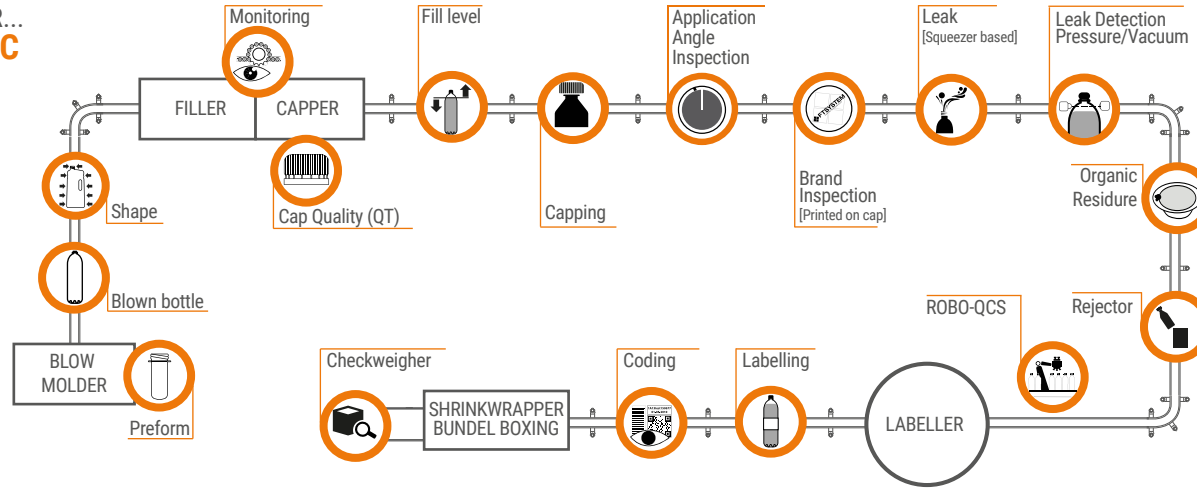 R...
C
Monitoring
Fill level
Application
Angle
Inspection
Leak
[Squeezer based]
Leak Detection
Pressure/Vacuum
FILLER
CAPPER
FTSYSTEM
Shape
Cap Quality (QT)
Capping
Brand
Inspection
[Printed on cap]
Organic
Residure
Blown bottle
ROBO-QCS
Rejector
BLOW
MOLDER
Preform
Checkweigher
Coding
Labelling
SHRINKWRAPPER
BUNDEL BOXING
LABELLER